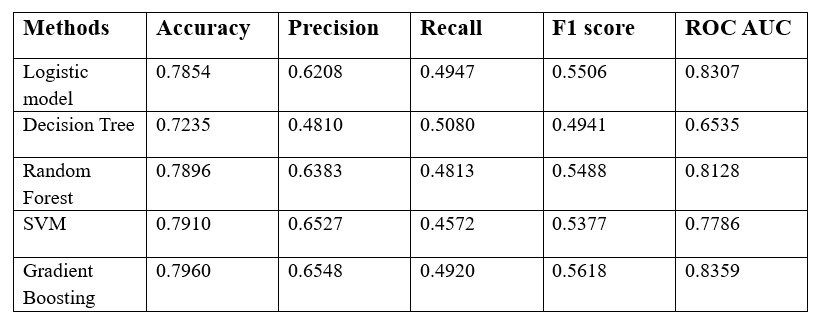 Methods Accuracy Precision Recall F1 score ROC AUC
Logistic model 0.7854 0.6208 0.4947 0.5506 0.8307
Decision Tree 0.7235 0.4810 0.5080 0.4941 0.6535
Random Forest 0.7896 0.6383 0.4813 0.5488 0.8128
SVM 0.7910 0.6527 0.4572 0.5377 0.7786
Gradient Boosting 0.7960 0.6548 0.4920 0.5618 0.8359